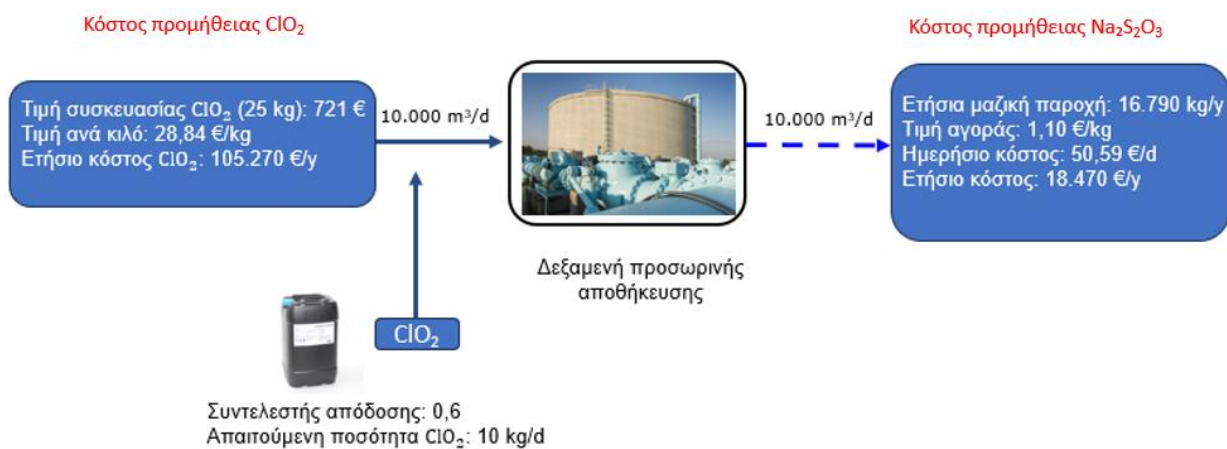 Κόστος προμήθειας ClO₂
Κόστος προμήθειας Na₂S₂O₃
Τιμή συσκευασίας ClO₂ (25 kg): 721 €
Τιμή ανά κιλό: 28,84 €/kg
Ετήσιο κόστος ClO₂: 105.270 €/y
10.000 m³/d
10.000 m³/d
Ετήσια μαζική παροχή: 16.790 kg/y
Τιμή αγοράς: 1,10 €/kg
Ημερήσιο κόστος: 50,59 €/d
Ετήσιο κόστος: 18.470 €/y
Δεξαμενή προσωρινής
αποθήκευσης
ClO₂
Συντελεστής απόδοσης: 0,6
Απαιτούμενη ποσότητα ClO₂: 10 kg/d